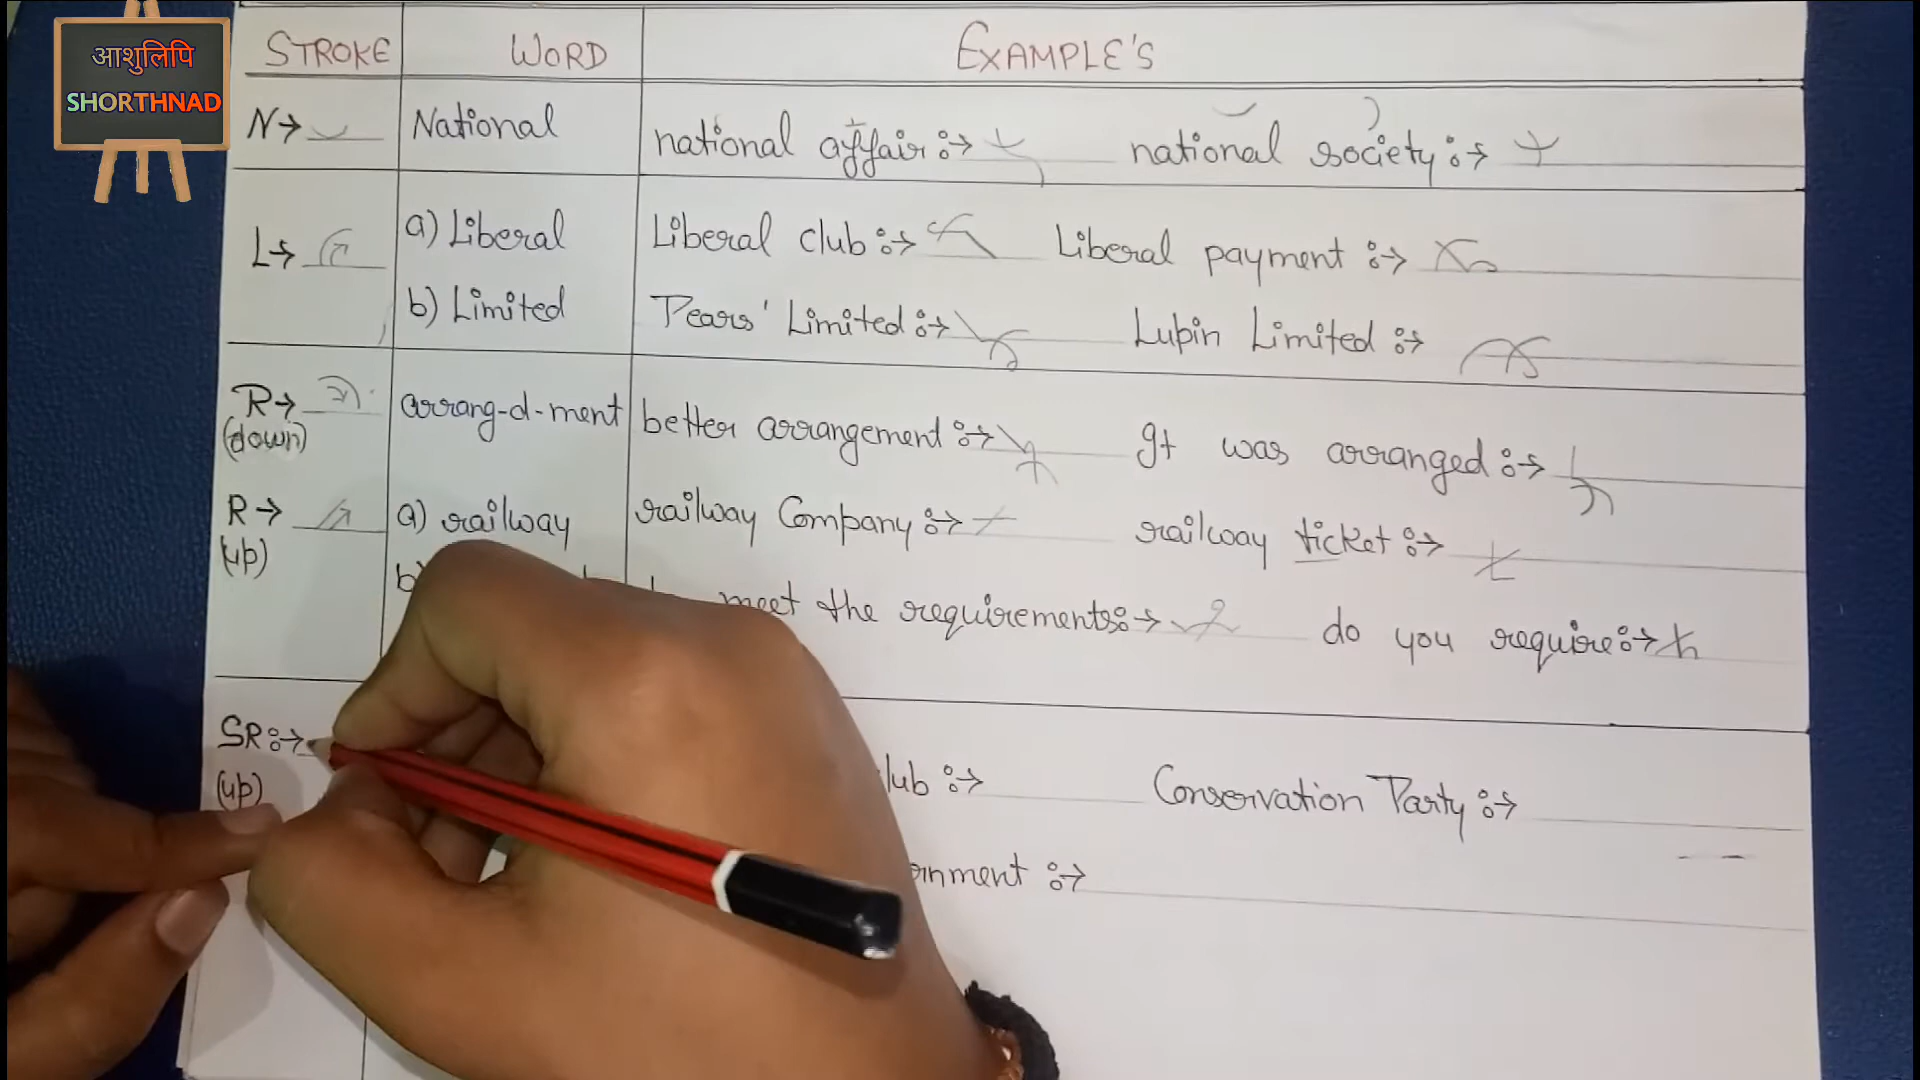 आशुलिपि
SHORTHNAD
STROKE WORD EXAMPLE'S
N→ National national affair :→ national society :→
L→ a) Liberal Liberal club :→ Liberal payment :→
b) Limited Pears' Limited :→ Lupin Limited :→
R→ (down) arrang-d-ment better arrangement :→ It was arranged :→
R→ (up) a) railway railway Company :→ railway ticket :→
b) meet the requirements :→ do you require :→
SR :→ (up) lub :→ Conservation Party :→
rnment :→